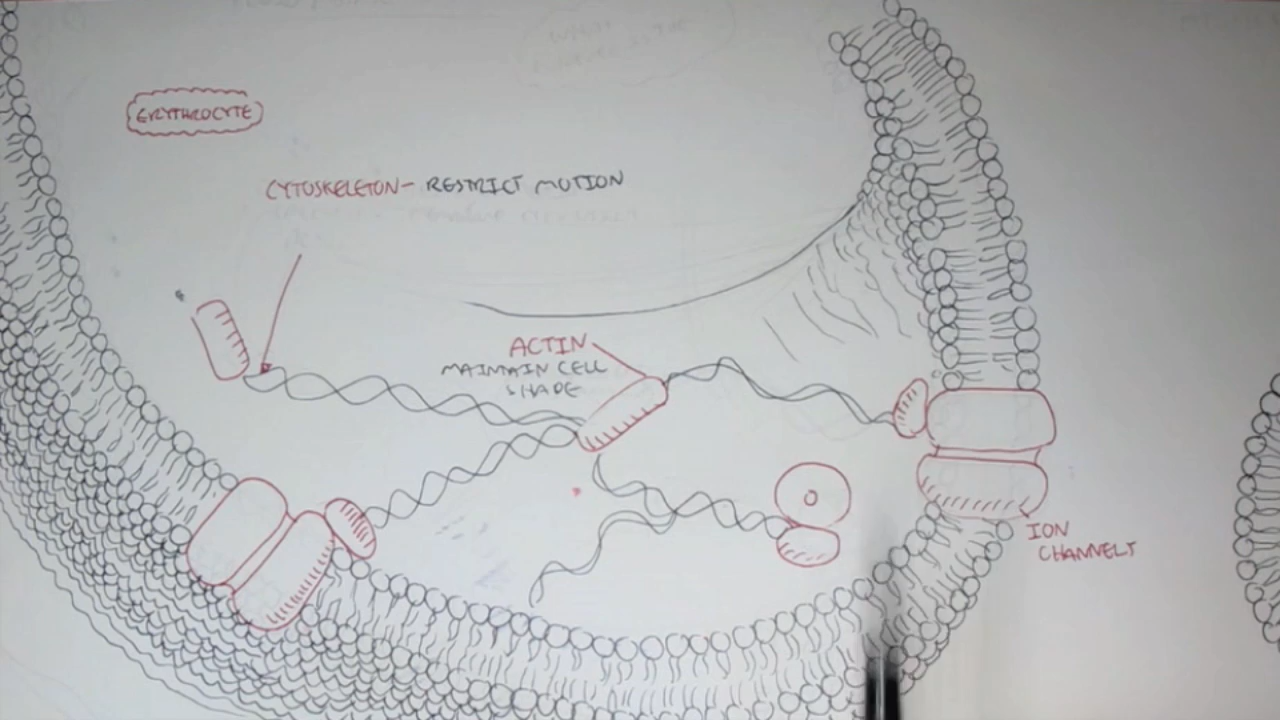 ERYTHROCYTE
CYTOSKELETON - RESTRICT MOTION
ACTIN
MAINTAIN CELL
SHAPE
ION
CHANNELS